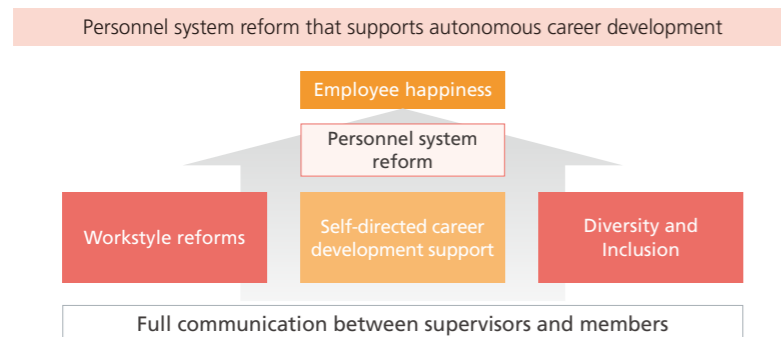 Personnel system reform that supports autonomous career development
Employee happiness
Personnel system
reform
Workstyle reforms
Self-directed career
development support
Diversity and
Inclusion
Full communication between supervisors and members